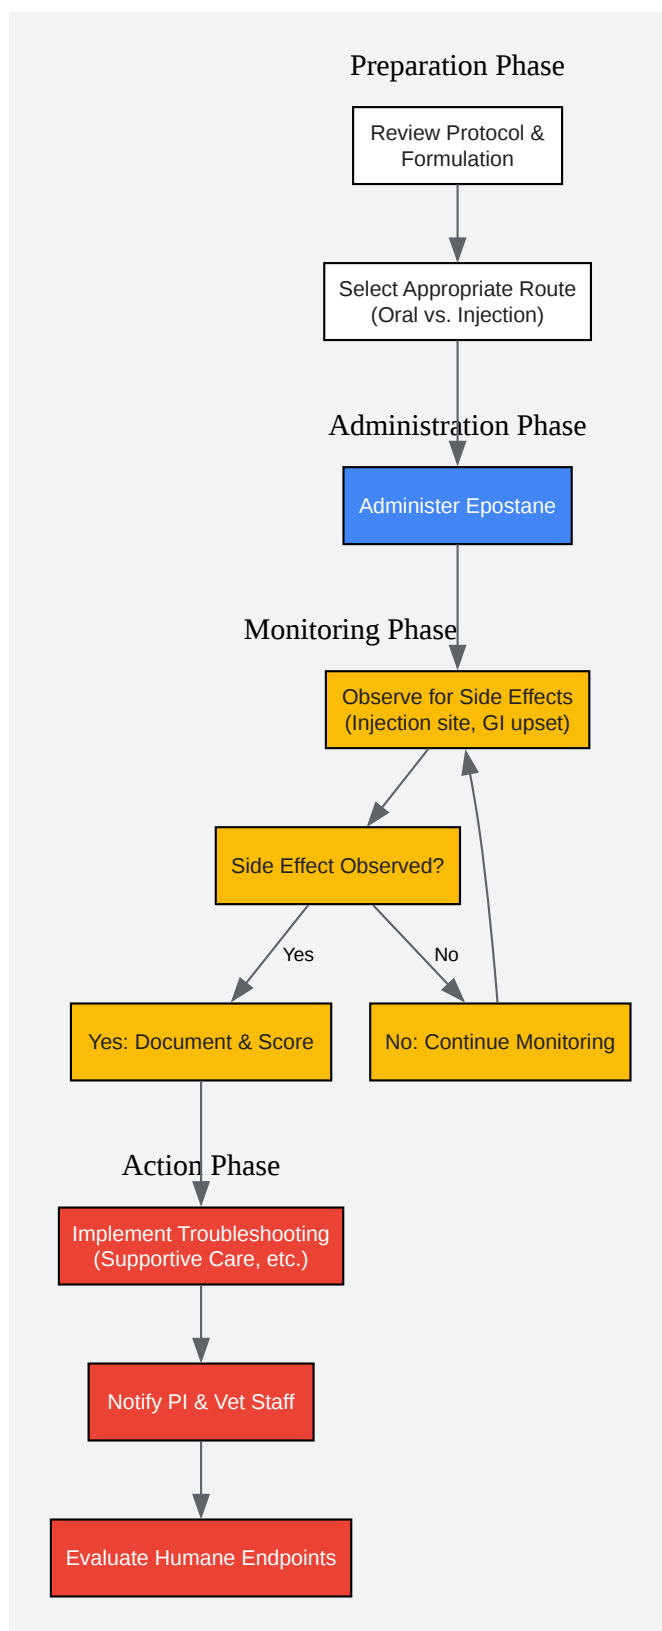 Preparation Phase
Review Protocol &
Formulation
Select Appropriate Route
(Oral vs. Injection)
Administration Phase
Administer Epostane
Monitoring Phase
Observe for Side Effects
(Injection site, GI upset)
Side Effect Observed?
Yes
No
Yes: Document & Score
No: Continue Monitoring
Action Phase
Implement Troubleshooting
(Supportive Care, etc.)
Notify PI & Vet Staff
Evaluate Humane Endpoints